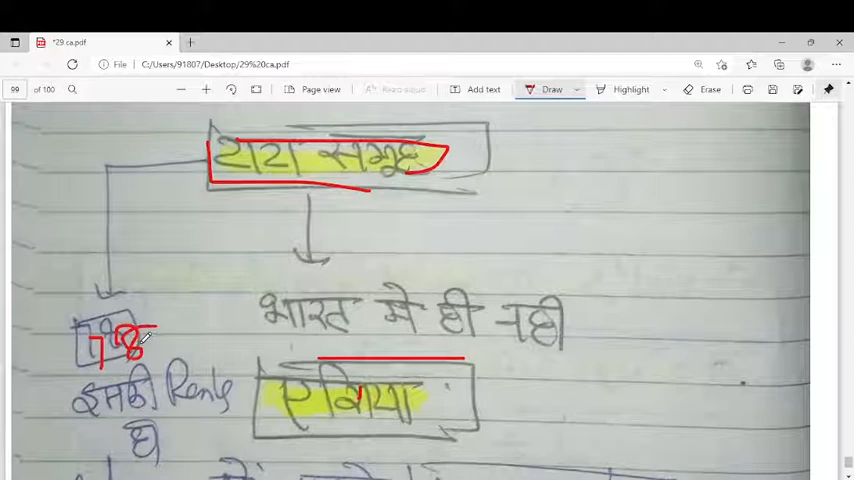 *29 ca.pdf
File C:/Users/91807/Desktop/29%20ca.pdf
99 of 100 Page view Read aloud Add text Draw Highlight Erase
टाटा समूह
भारत मे ही नही
78
एशिया
इसकी Rank
है